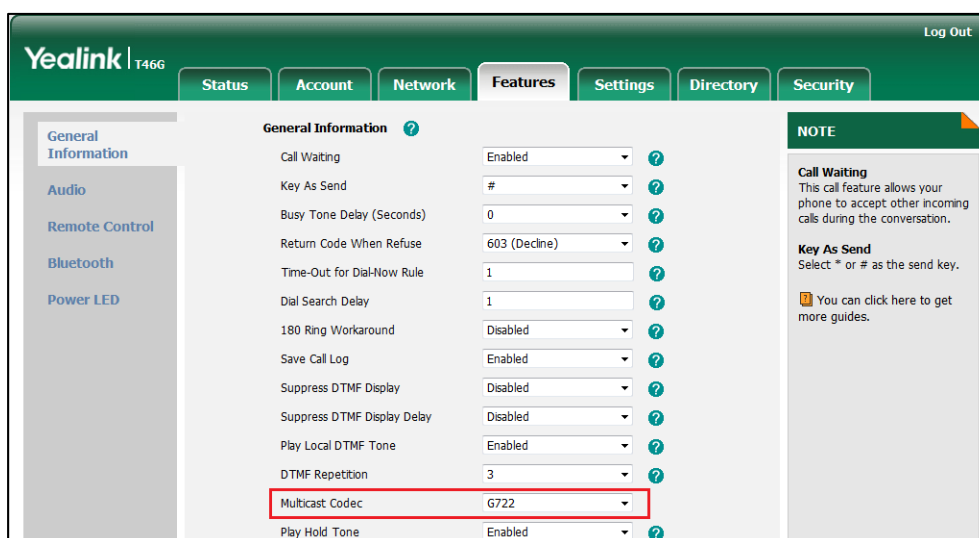 Log Out
Yealink | T46G
Status Account Network Features Settings Directory Security
General
Information
Audio
Remote Control
Bluetooth
Power LED
General Information ?
Call Waiting Enabled ?
Key As Send # ?
Busy Tone Delay (Seconds) 0 ?
Return Code When Refuse 603 (Decline) ?
Time-Out for Dial-Now Rule 1 ?
Dial Search Delay 1 ?
180 Ring Workaround Disabled ?
Save Call Log Enabled ?
Suppress DTMF Display Disabled ?
Suppress DTMF Display Delay Disabled ?
Play Local DTMF Tone Enabled ?
DTMF Repetition 3 ?
Multicast Codec G722
Play Hold Tone Enabled ?
NOTE
Call Waiting
This call feature allows your
phone to accept other incoming
calls during the conversation.
Key As Send
Select * or # as the send key.
? You can click here to get
more guides.